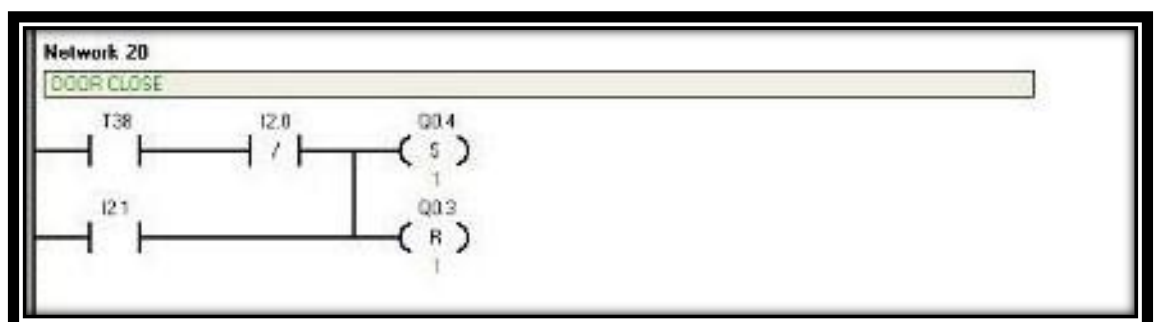 Network 20
DOOR CLOSE
T38 I2.0 Q0.4
/ S
1
I2.1 Q0.3
R
1